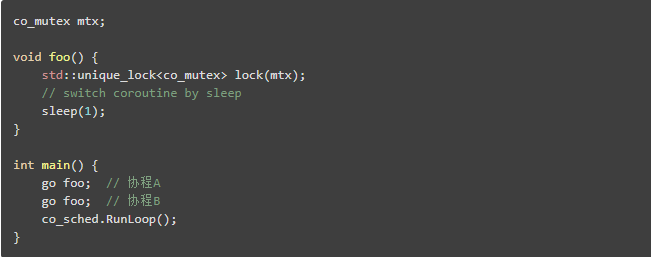 co_mutex mtx;
void foo() {
std::unique_lock<co_mutex> lock(mtx);
// switch coroutine by sleep
sleep(1);
}
int main() {
go foo;  // 协程A
go foo;  // 协程B
co_sched.RunLoop();
}